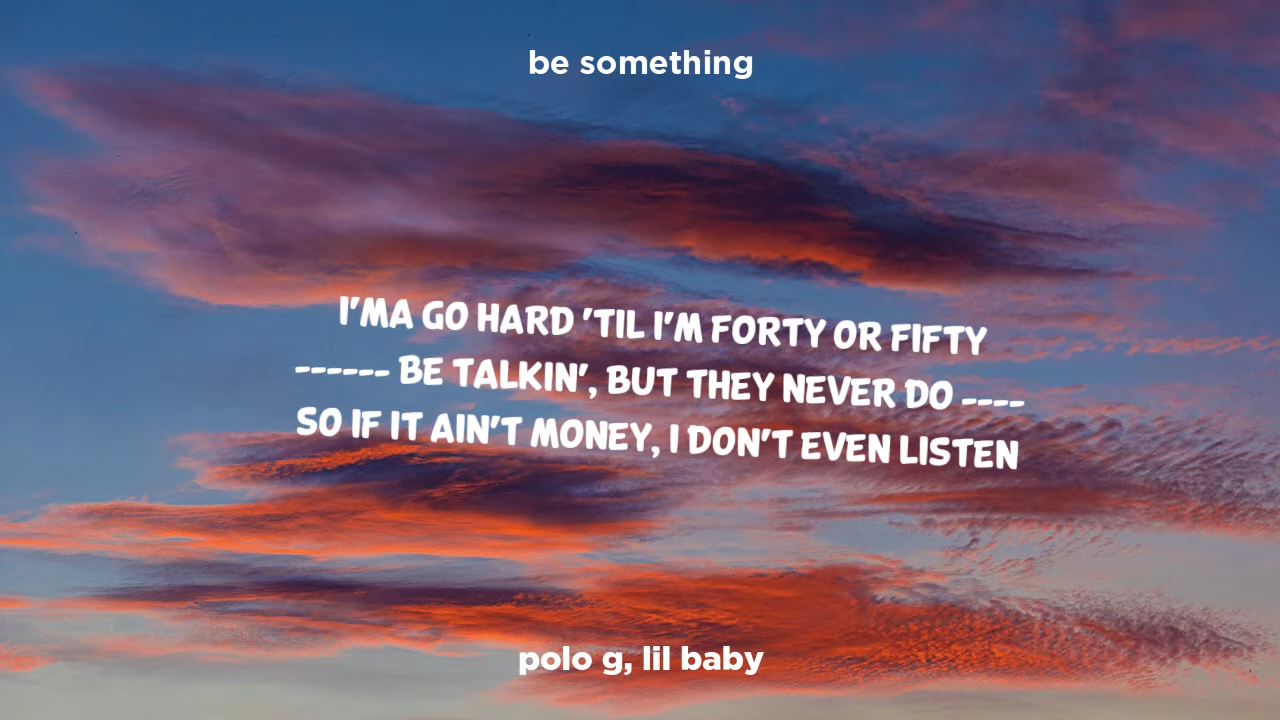 be something
I'MA GO HARD 'TIL I'M FORTY OR FIFTY
------ BE TALKIN', BUT THEY NEVER DO ----
SO IF IT AIN'T MONEY, I DON'T EVEN LISTEN
polo g, lil baby